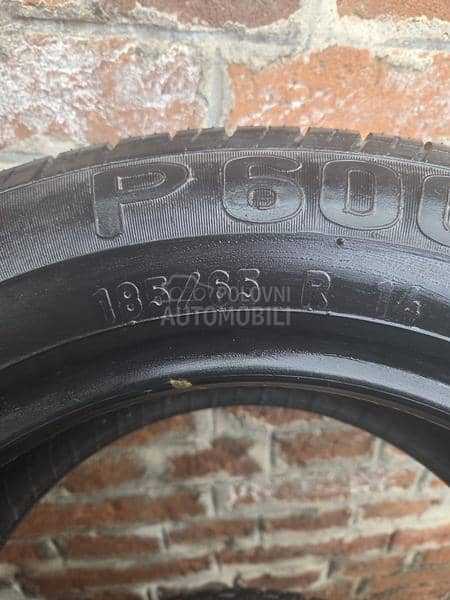 P600
185/65 R 14
POLOVNI
AUTOMOBILI